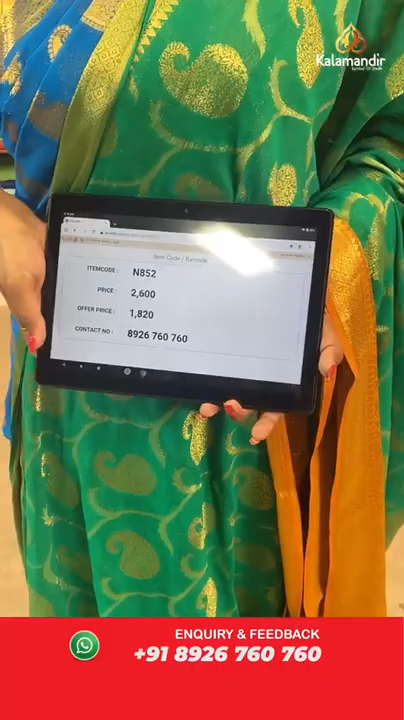 Kalamandir
Item Code / Barcode
ITEMCODE : N852
PRICE : 2,600
OFFER PRICE : 1,820
CONTACT NO : 8926 760 760
ENQUIRY & FEEDBACK
+91 8926 760 760